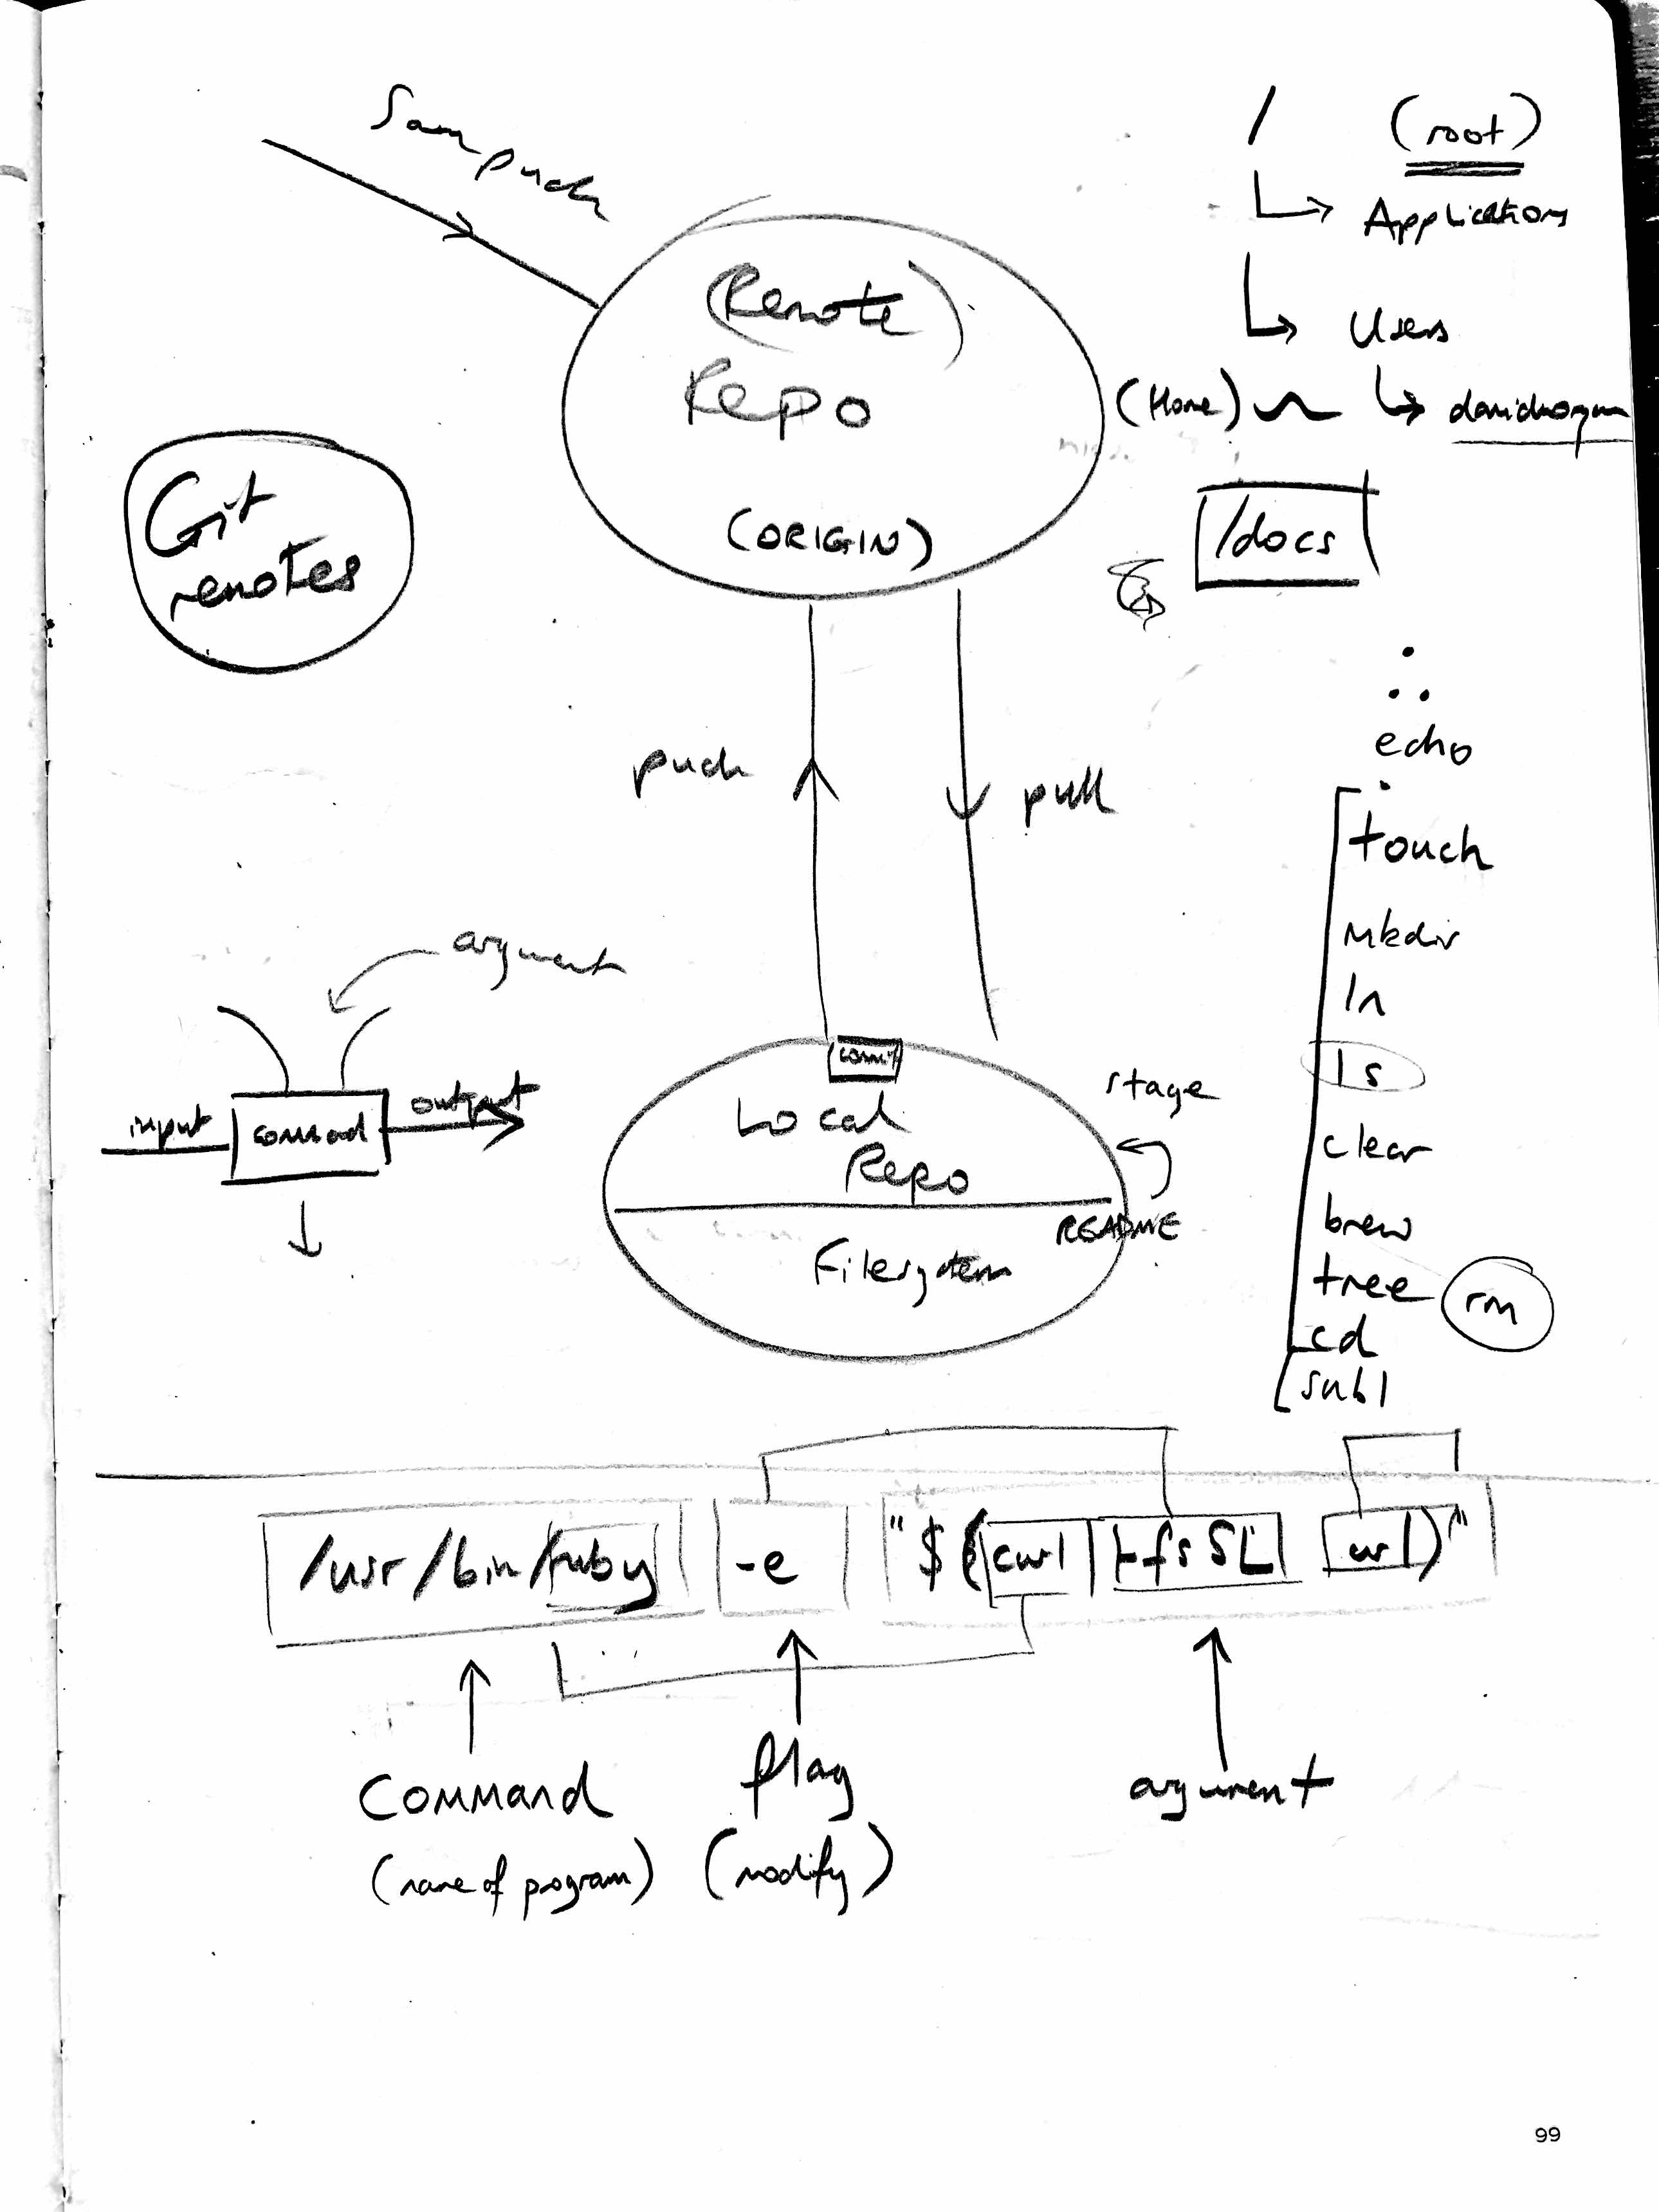 Sam push
/ (root)
Applications
Users
(Home) ~
(Remote)
Repo
(ORIGIN)
Git
remotes
/docs
push
pull
echo
touch
mkdir
ln
ls
clear
brew
tree
rm
cd
subl
argument
input
command
output
commit
Local
Repo
Filesystem
stage
README
/usr/bin/ruby -e "$(curl -fsSL url)"
command
(name of program)
flag
(modify)
argument
99